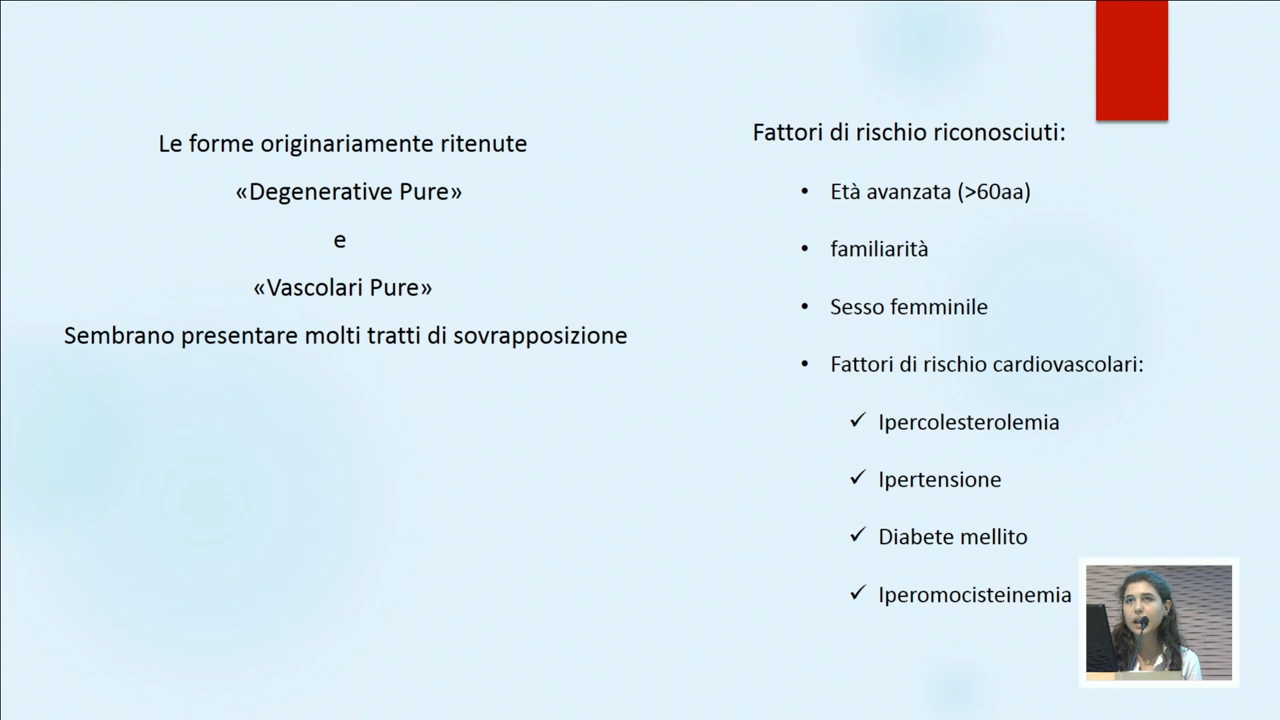 Le forme originariamente ritenute
«Degenerative Pure»
e
«Vascolari Pure»
Sembrano presentare molti tratti di sovrapposizione
Fattori di rischio riconosciuti:
• Età avanzata (>60aa)
• familiarità
• Sesso femminile
• Fattori di rischio cardiovascolari:
✓ Ipercolesterolemia
✓ Ipertensione
✓ Diabete mellito
✓ Iperomocisteinemia